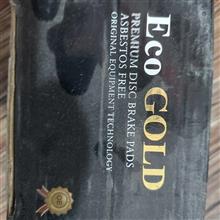 Eco GOLD
PREMIUM DISC BRAKE PADS
ASBESTOS FREE
ORIGINAL EQUIPMENT TECHNOLOGY